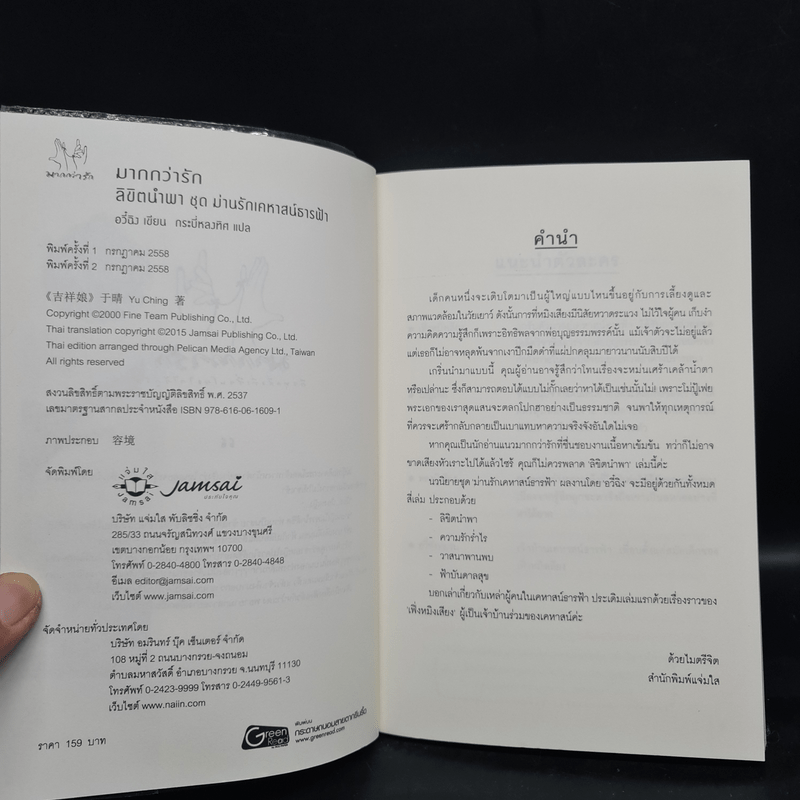 มากกว่ารัก
มากกว่ารัก
ลิขิตนำพา ชุด ม่านรักเคหาสน์ธารฟ้า
อวี๋ฉิง เขียน กระบี่หลงทิศ แปล
พิมพ์ครั้งที่ 1 กรกฎาคม 2558
พิมพ์ครั้งที่ 2 กรกฎาคม 2558
《吉祥娘》于晴 Yu Ching 著
Copyright ©2000 Fine Team Publishing Co., Ltd.
Thai translation copyright ©2015 Jamsai Publishing Co., Ltd.
Thai edition arranged through Pelican Media Agency Ltd., Taiwan
All rights reserved
สงวนลิขสิทธิ์ตามพระราชบัญญัติลิขสิทธิ์ พ.ศ. 2537
เลขมาตรฐานสากลประจำหนังสือ ISBN 978-616-06-1609-1
ภาพประกอบ 容境
จัดพิมพ์โดย
แจ่มใส
Jamsai
Jamsai
บริษัท แจ่มใส พับลิชชิ่ง จำกัด
285/33 ถนนจรัญสนิทวงศ์ แขวงบางขุนศรี
เขตบางกอกน้อย กรุงเทพฯ 10700
โทรศัพท์ 0-2840-4800 โทรสาร 0-2840-4848
อีเมล editor@jamsai.com
เว็บไซต์ www.jamsai.com
จัดจำหน่ายทั่วประเทศโดย
บริษัท อมรินทร์ บุ๊ค เซ็นเตอร์ จำกัด
108 หมู่ที่ 2 ถนนบางกรวย-จงถนอม
ตำบลมหาสวัสดิ์ อำเภอบางกรวย จ.นนทบุรี 11130
โทรศัพท์ 0-2423-9999 โทรสาร 0-2449-9561-3
เว็บไซต์ www.naiin.com
ราคา 159 บาท
Green Read
พิมพ์บน
กระดาษถนอมสายตากรีนรี้ด
www.greenread.com
คำนำ
เด็กคนหนึ่งจะเติบโตมาเป็นผู้ใหญ่แบบไหนขึ้นอยู่กับการเลี้ยงดูและ
สภาพแวดล้อมในวัยเยาว์ ดังนั้นการที่หมิงเสียงมีนิสัยหวาดระแวง ไม่ไว้ใจผู้คน เก็บงำ
ความคิดความรู้สึกก็เพราะอิทธิพลจากพ่อบุญธรรมพรรค์นั้น แม้เจ้าตัวจะไม่อยู่แล้ว
แต่เธอก็ไม่อาจหลุดพ้นจากเงาปีกมืดดำที่แผ่ปกคลุมมายาวนานนับสิบปีได้
เกริ่นนำมาแบบนี้ คุณผู้อ่านอาจรู้สึกว่าโทนเรื่องจะหม่นเศร้าเคล้าน้ำตา
หรือเปล่านะ ซึ่งก็สามารถตอบได้แบบไม่กั๊กเลยว่าหาได้เป็นเช่นนั้นไม่! เพราะโม่ปู้เฟย
พระเอกของเราสุดแสนจะตลกโปกฮาอย่างเป็นธรรมชาติ จนพาให้ทุกเหตุการณ์
ที่ควรจะเศร้ากลับกลายเป็นเบาแทบหาความจริงจังอันใดไม่เจอ
หากคุณเป็นนักอ่านแนวมากกว่ารักที่ชื่นชอบงานเนื้อหาเข้มข้น ทว่าก็ไม่อาจ
ขาดเสียงหัวเราะไปได้แล้วไซร้ คุณก็ไม่ควรพลาด 'ลิขิตนำพา' เล่มนี้ค่ะ
นวนิยายชุด 'ม่านรักเคหาสน์ธารฟ้า' ผลงานโดย 'อวี๋ฉิง' จะมีอยู่ด้วยกันทั้งหมด
สี่เล่ม ประกอบด้วย
- ลิขิตนำพา
- ความรักร่ำไร
- วาสนาพานพบ
- ฟ้าบันดาลสุข
บอกเล่าเกี่ยวกับเหล่าผู้คนในเคหาสน์ธารฟ้า ประเดิมเล่มแรกด้วยเรื่องราวของ
'เฟิ่งหมิงเสียง' ผู้เป็นเจ้าบ้านร่วมของเคหาสน์ค่ะ
ด้วยไมตรีจิต
สำนักพิมพ์แจ่มใส